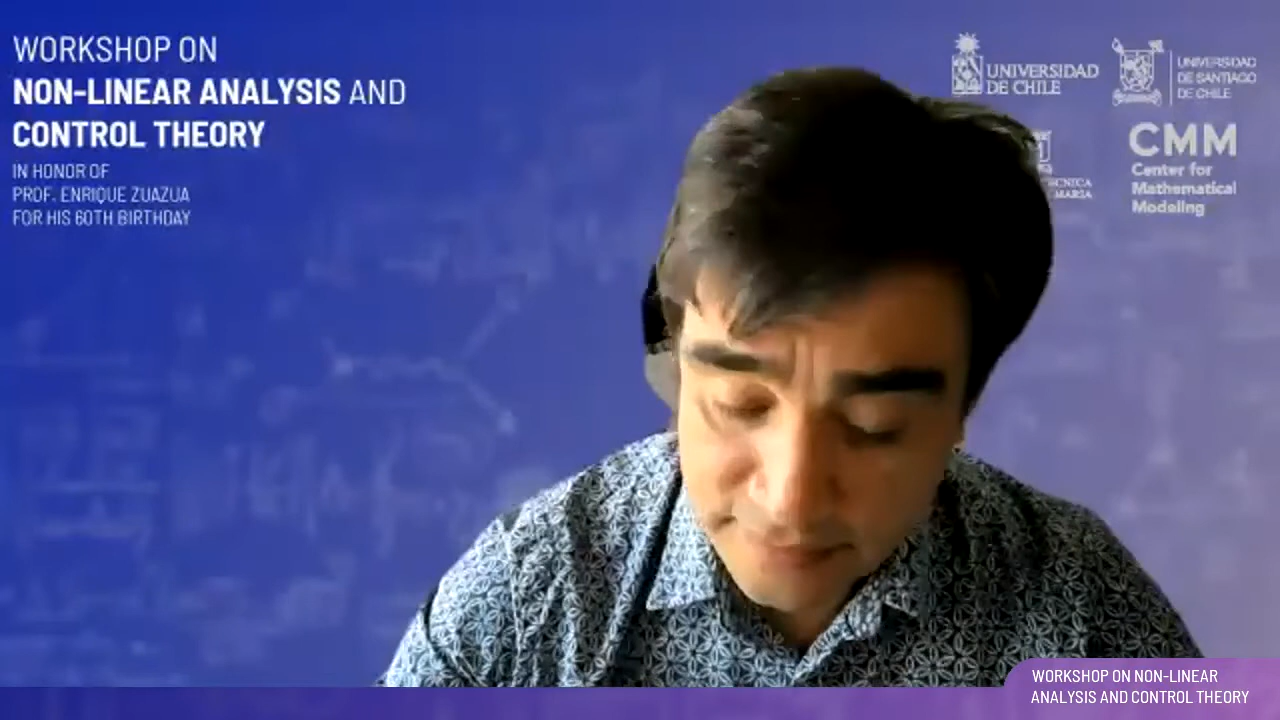 WORKSHOP ON
NON-LINEAR ANALYSIS AND
CONTROL THEORY
IN HONOR OF
PROF. ENRIQUE ZUAZUA
FOR HIS 60TH BIRTHDAY
UNIVERSIDAD
DE CHILE
UNIVERSIDAD
DE SANTIAGO
DE CHILE
MARIA
CMM
Center for
Mathematical
Modeling
WORKSHOP ON NON-LINEAR
ANALYSIS AND CONTROL THEORY